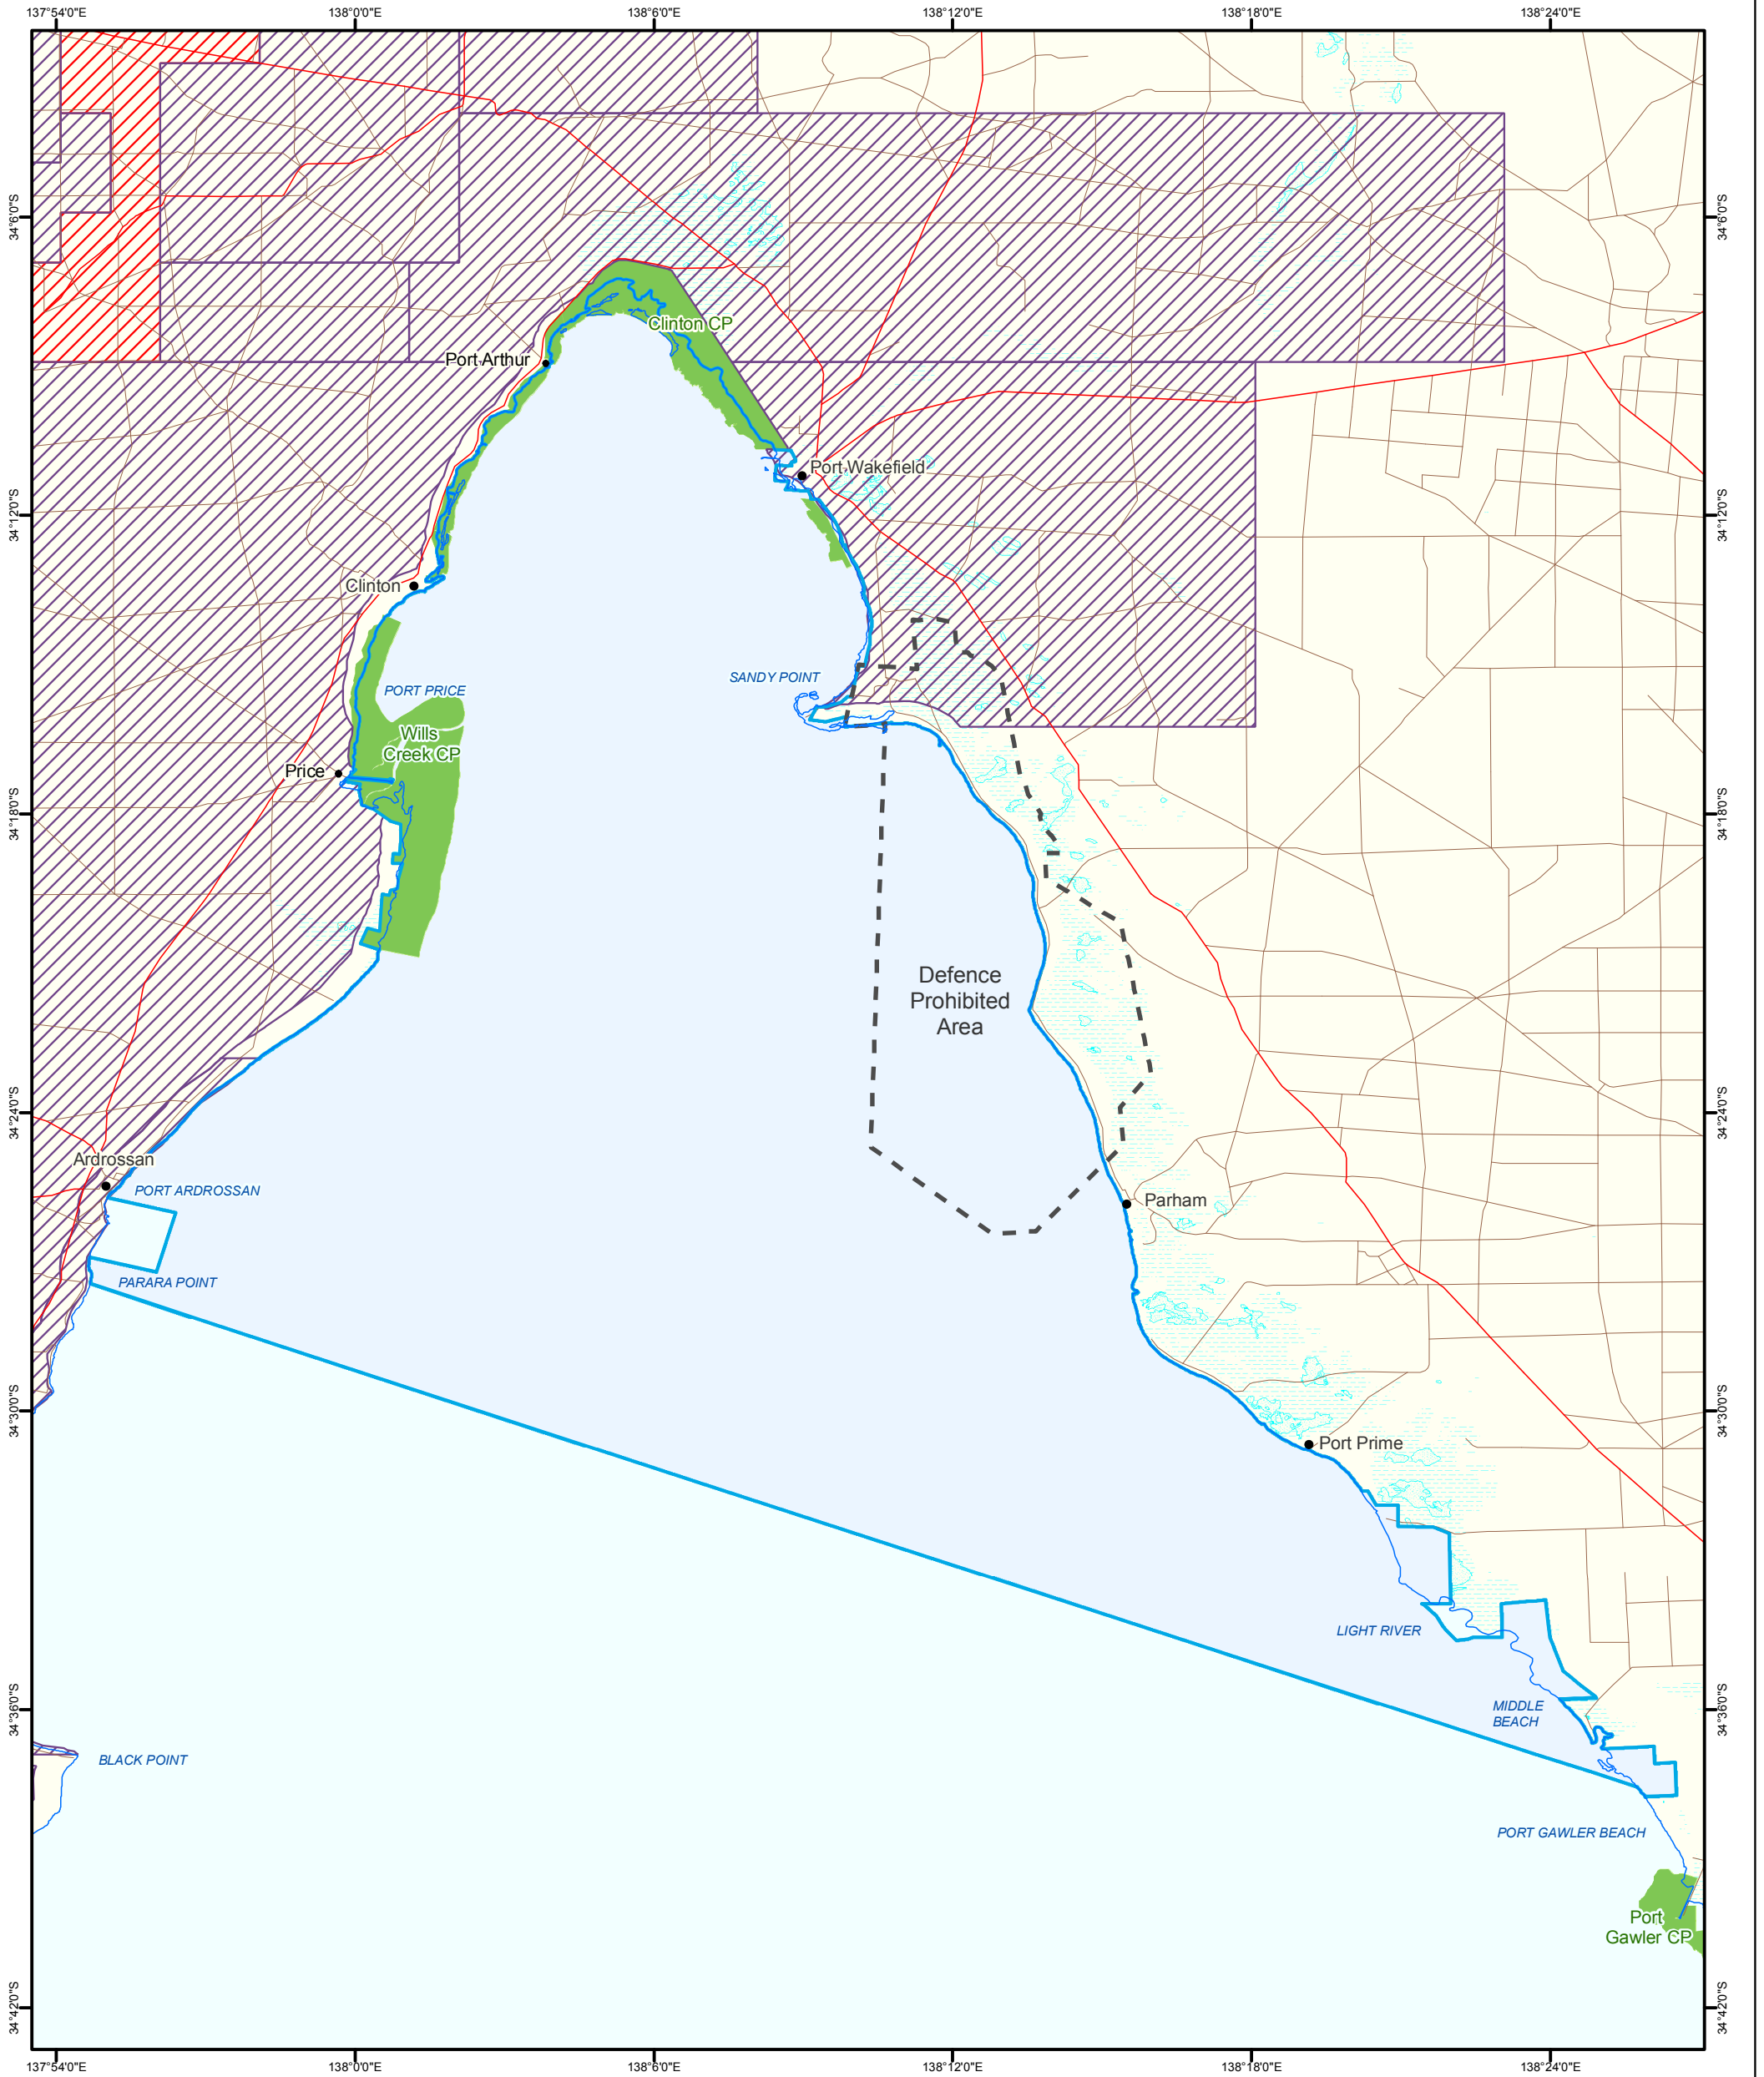 137°54'0"E
138°0'0"E
138°6'0"E
138°12'0"E
138°18'0"E
138°24'0"E
34°6'0"S
34°6'0"S
Clinton CP
Port Arthur
Port Wakefield
34°12'0"S
34°12'0"S
Clinton
SANDY POINT
PORT PRICE
Wills
Creek CP
Price
34°18'0"S
34°18'0"S
Defence
Prohibited
Area
34°24'0"S
34°24'0"S
Ardrossan
PORT ARDROSSAN
Parham
PARARA POINT
34°30'0"S
34°30'0"S
Port Prime
LIGHT RIVER
34°36'0"S
34°36'0"S
MIDDLE
BEACH
BLACK POINT
PORT GAWLER BEACH
Port
Gawler CP
34°42'0"S
34°42'0"S
137°54'0"E
138°0'0"E
138°6'0"E
138°12'0"E
138°18'0"E
138°24'0"E